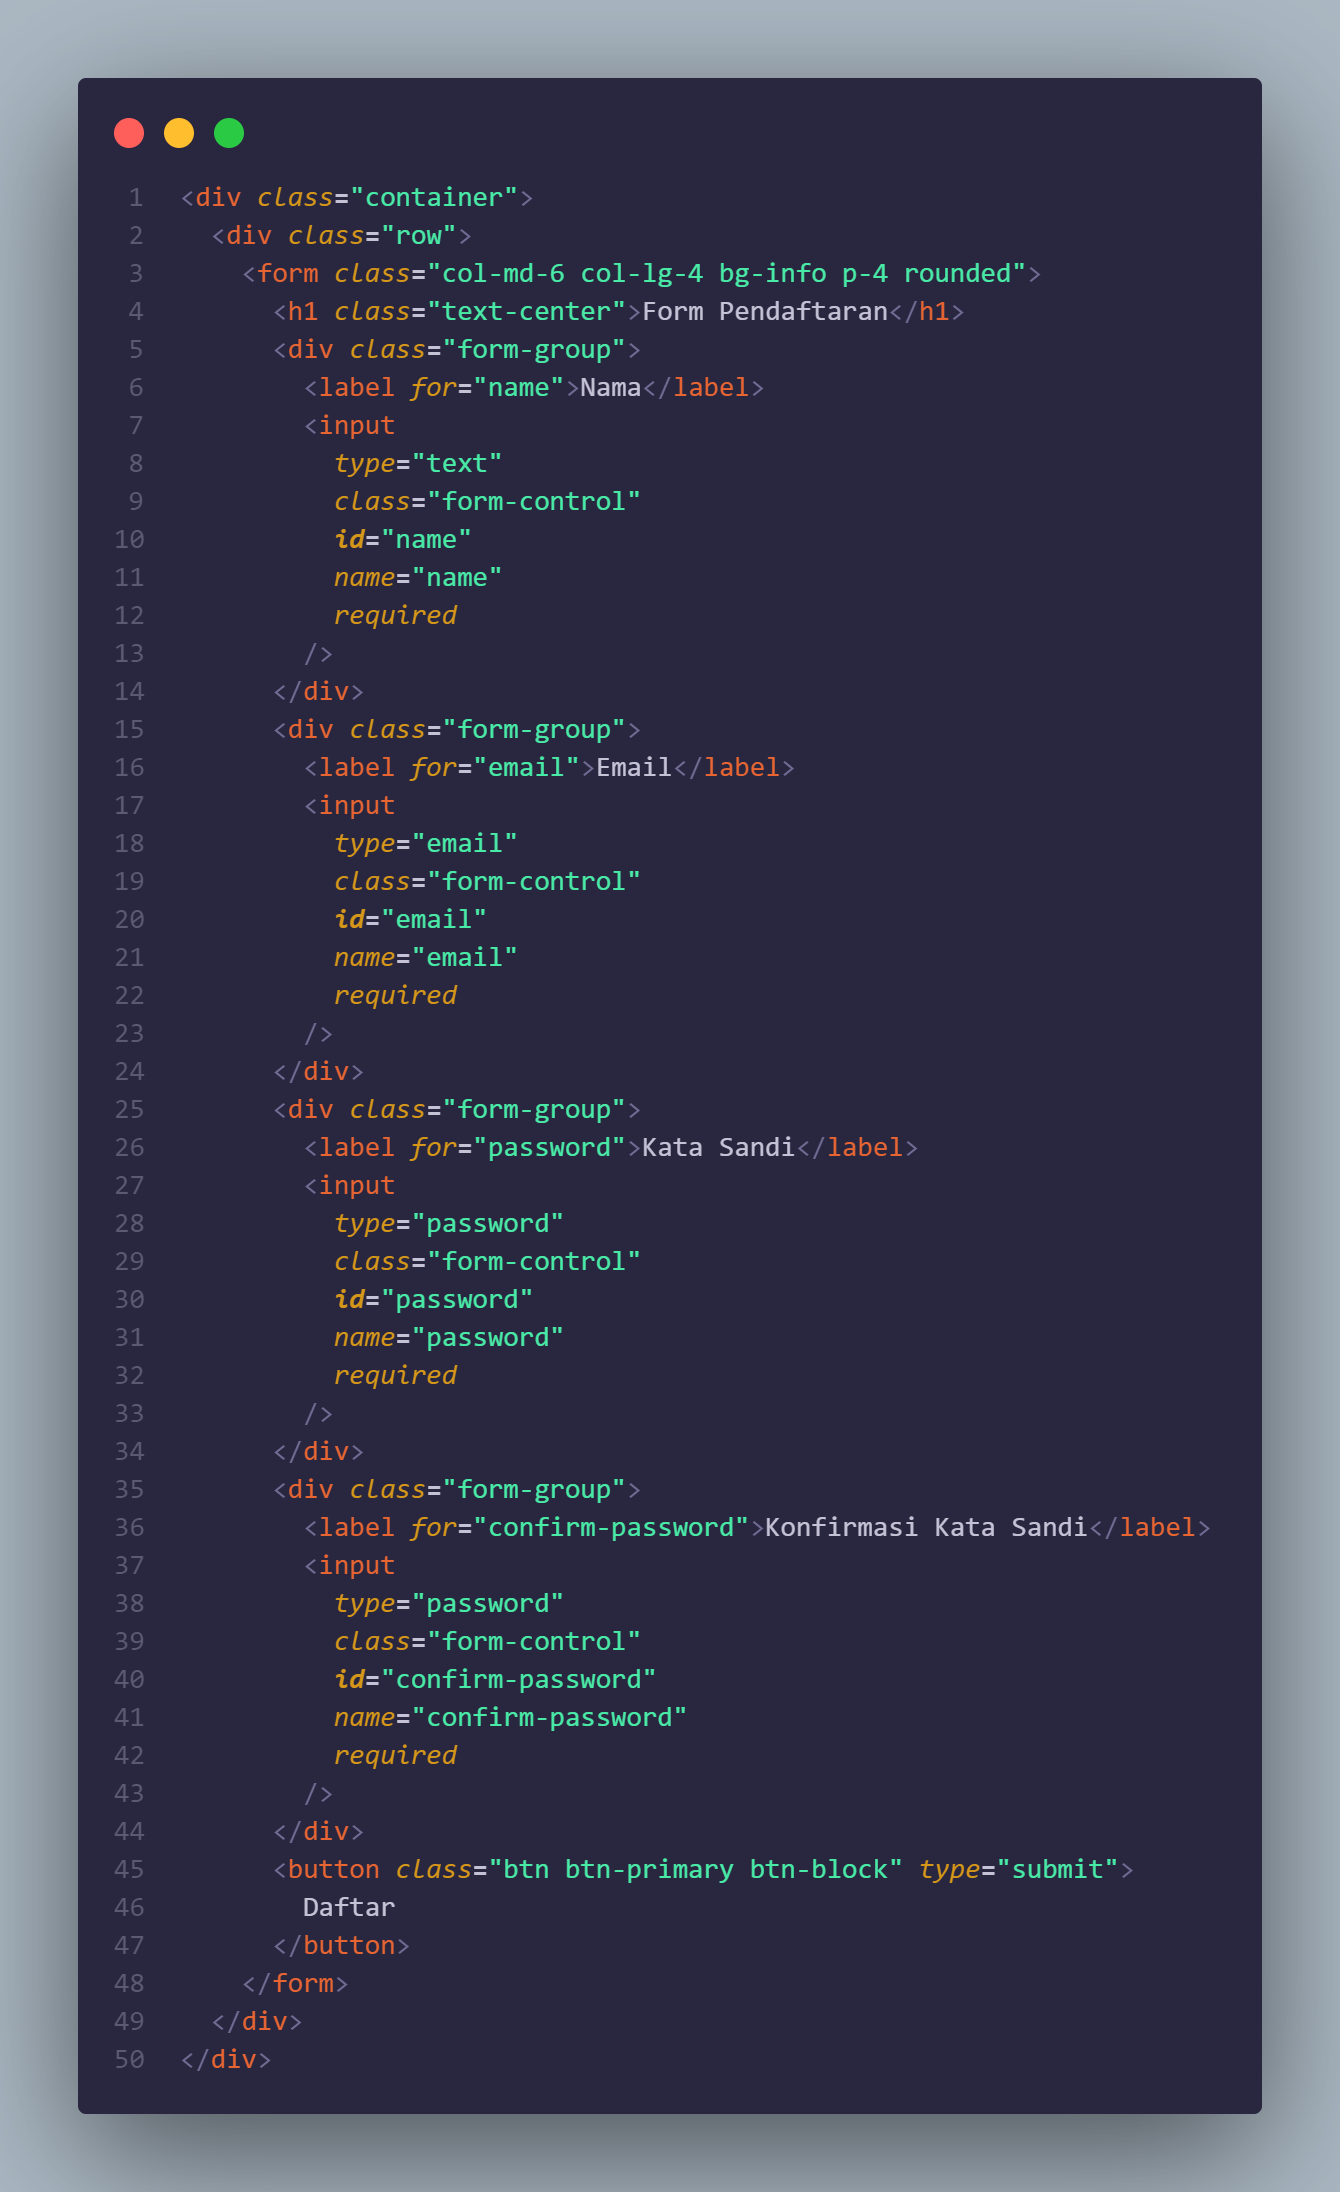 1 <div class="container">
2   <div class="row">
3     <form class="col-md-6 col-lg-4 bg-info p-4 rounded">
4       <h1 class="text-center">Form Pendaftaran</h1>
5       <div class="form-group">
6         <label for="name">Nama</label>
7         <input
8           type="text"
9           class="form-control"
10           id="name"
11           name="name"
12           required
13         />
14       </div>
15       <div class="form-group">
16         <label for="email">Email</label>
17         <input
18           type="email"
19           class="form-control"
20           id="email"
21           name="email"
22           required
23         />
24       </div>
25       <div class="form-group">
26         <label for="password">Kata Sandi</label>
27         <input
28           type="password"
29           class="form-control"
30           id="password"
31           name="password"
32           required
33         />
34       </div>
35       <div class="form-group">
36         <label for="confirm-password">Konfirmasi Kata Sandi</label>
37         <input
38           type="password"
39           class="form-control"
40           id="confirm-password"
41           name="confirm-password"
42           required
43         />
44       </div>
45       <button class="btn btn-primary btn-block" type="submit">
46         Daftar
47       </button>
48     </form>
49   </div>
50 </div>